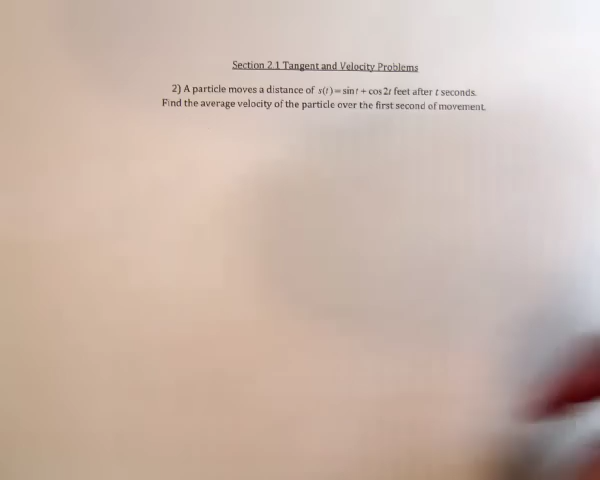 Section 2.1 Tangent and Velocity Problems
2) A particle moves a distance of s(t) = sin t + cos 2t feet after t seconds.
Find the average velocity of the particle over the first second of movement.